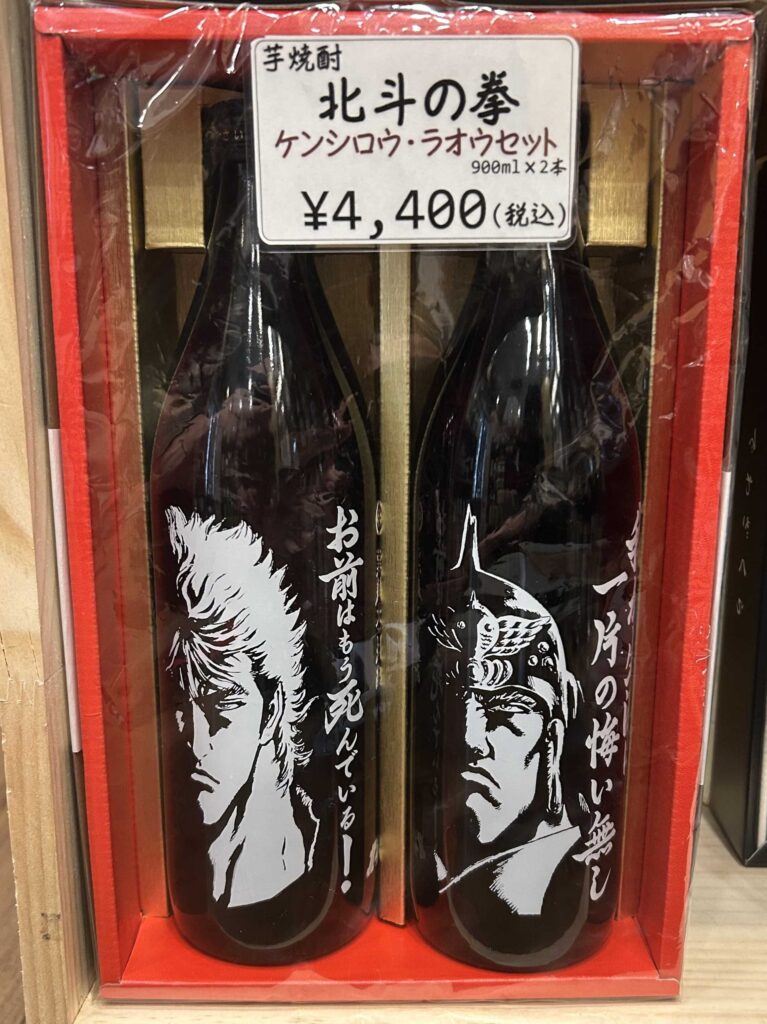 芋焼酎
北斗の拳
ケンシロウ・ラオウセット
900ml×2本
¥4,400(税込)
お前はもう死んでいる!
一片の悔い無し